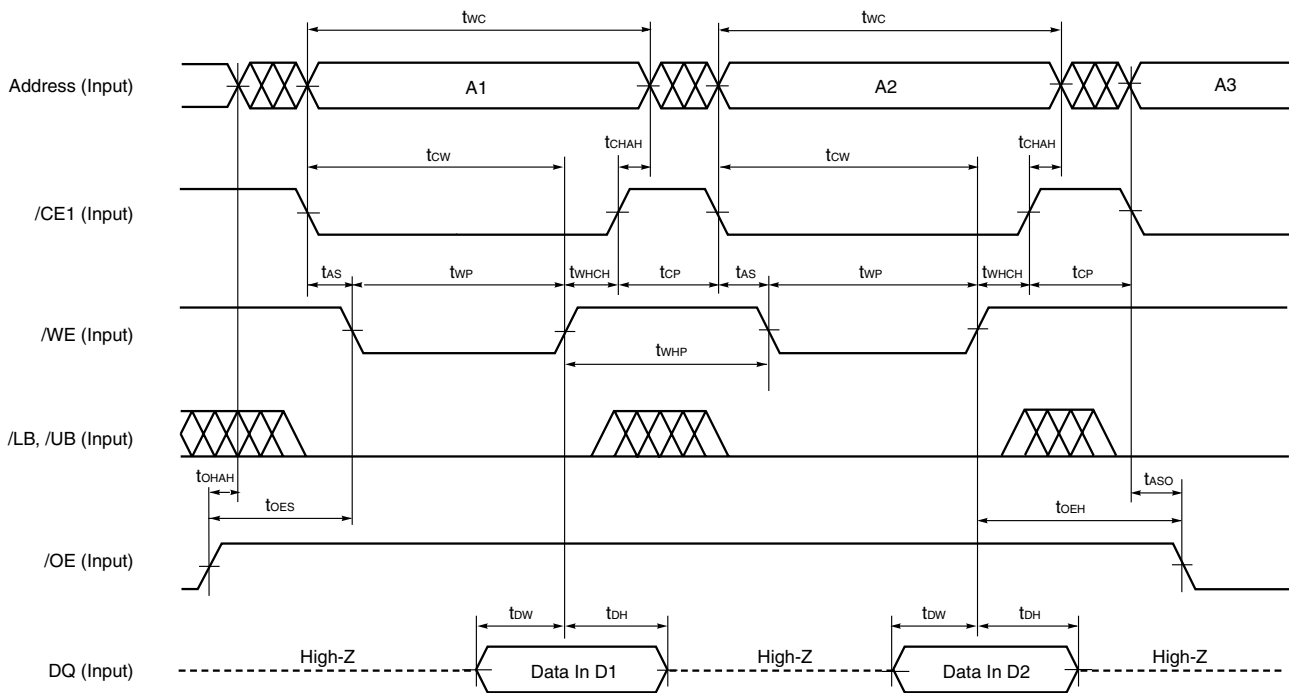 tWC tWC
Address (Input) A1 A2 A3
tCW tCHAH tCW tCHAH
/CE1 (Input)
tAS tWP tWHCH tCP tAS tWP tWHCH tCP
/WE (Input)
tWHP
/LB, /UB (Input)
tOHAH tASO
tOES tOEH
/OE (Input)
tDW tDH tDW tDH
DQ (Input) High-Z Data In D1 High-Z Data In D2 High-Z